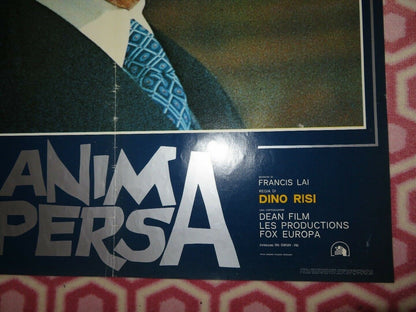 ANIMA
PERSA
FRANCIS LAI
REGIA DI
DINO RISI
DEAN FILM
LES PRODUCTIONS
FOX EUROPA